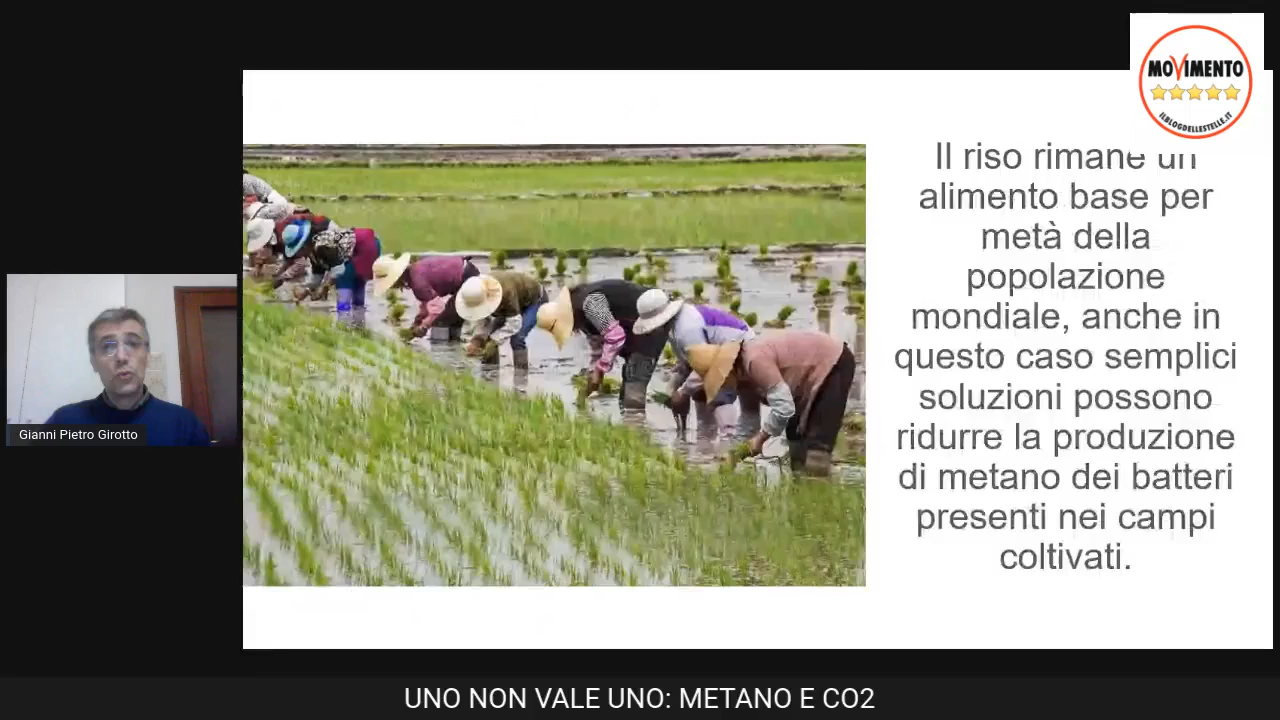 MOVIMENTO
ILBLOGDELLESTELLE.IT
Il riso rimane un
alimento base per
metà della
popolazione
mondiale, anche in
questo caso semplici
soluzioni possono
ridurre la produzione
di metano dei batteri
presenti nei campi
coltivati.
Gianni Pietro Girotto
UNO NON VALE UNO: METANO E CO2